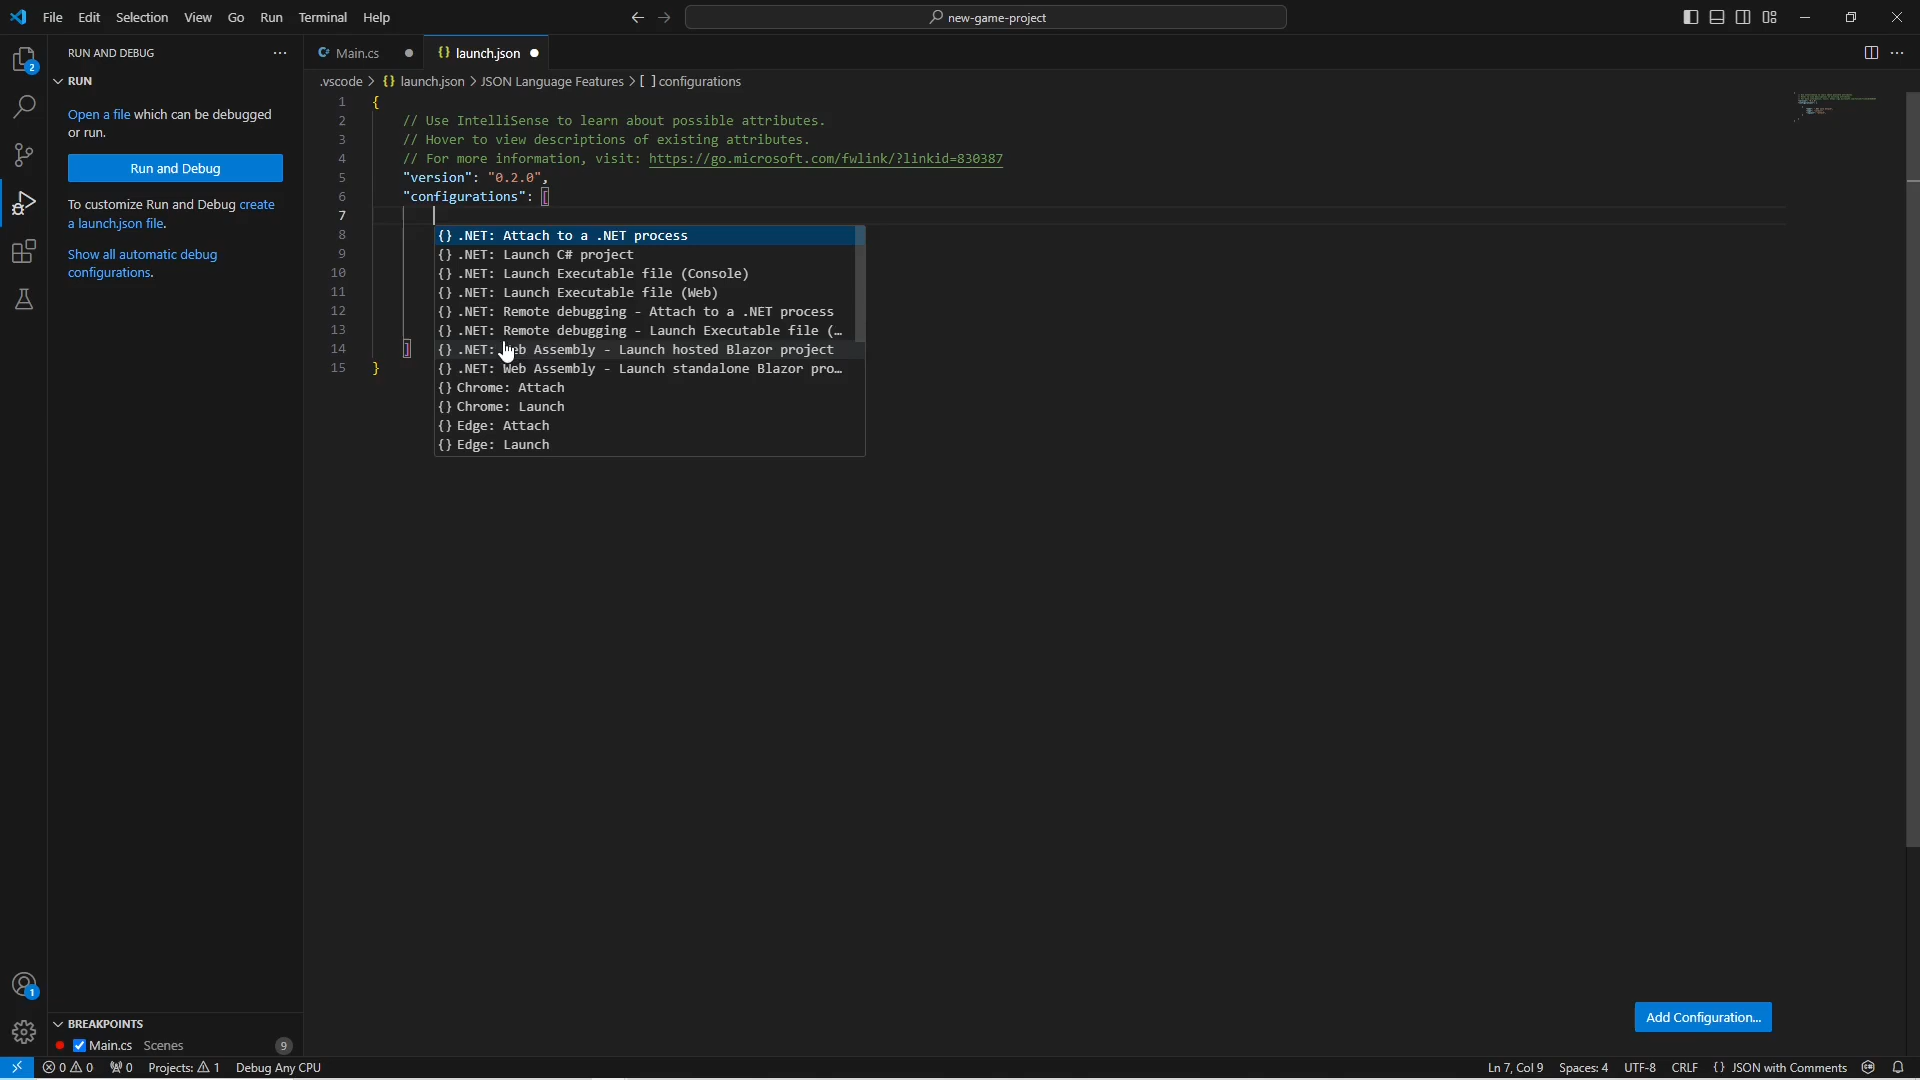 File Edit Selection View Go Run Terminal Help
new-game-project
RUN AND DEBUG
RUN
Open a file which can be debugged
or run.
Run and Debug
To customize Run and Debug create
a launch.json file.
Show all automatic debug
configurations.
BREAKPOINTS
Main.cs Scenes 9
2
1
C# Main.cs
{} launch.json
.vscode > {} launch.json > JSON Language Features > [ ] configurations
1 {
2 // Use IntelliSense to learn about possible attributes.
3 // Hover to view descriptions of existing attributes.
4 // For more information, visit: https://go.microsoft.com/fwlink/?linkid=830387
5 "version": "0.2.0",
6 "configurations": [
7
8 {} .NET: Attach to a .NET process
9 {} .NET: Launch C# project
10 {} .NET: Launch Executable file (Console)
11 {} .NET: Launch Executable file (Web)
12 {} .NET: Remote debugging - Attach to a .NET process
13 {} .NET: Remote debugging - Launch Executable file (…
14 ] {} .NET: Web Assembly - Launch hosted Blazor project
15 } {} .NET: Web Assembly - Launch standalone Blazor pro…
{} Chrome: Attach
{} Chrome: Launch
{} Edge: Attach
{} Edge: Launch
Add Configuration...
0 0 0 Projects: 1 Debug Any CPU
Ln 7, Col 9 Spaces: 4 UTF-8 CRLF {} JSON with Comments